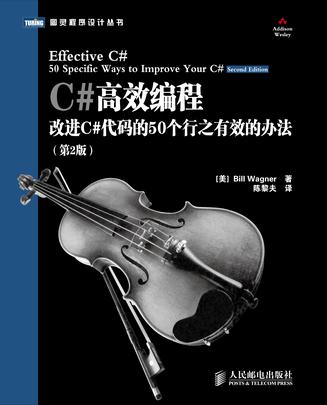 TURING 图灵程序设计丛书
Addison
Wesley
Effective C#
50 Specific Ways to Improve Your C# Second Edition
C#高效编程
改进C#代码的50个行之有效的办法
(第2版)
[美] Bill Wagner 著
陈黎夫 译
人民邮电出版社
POSTS & TELECOM PRESS